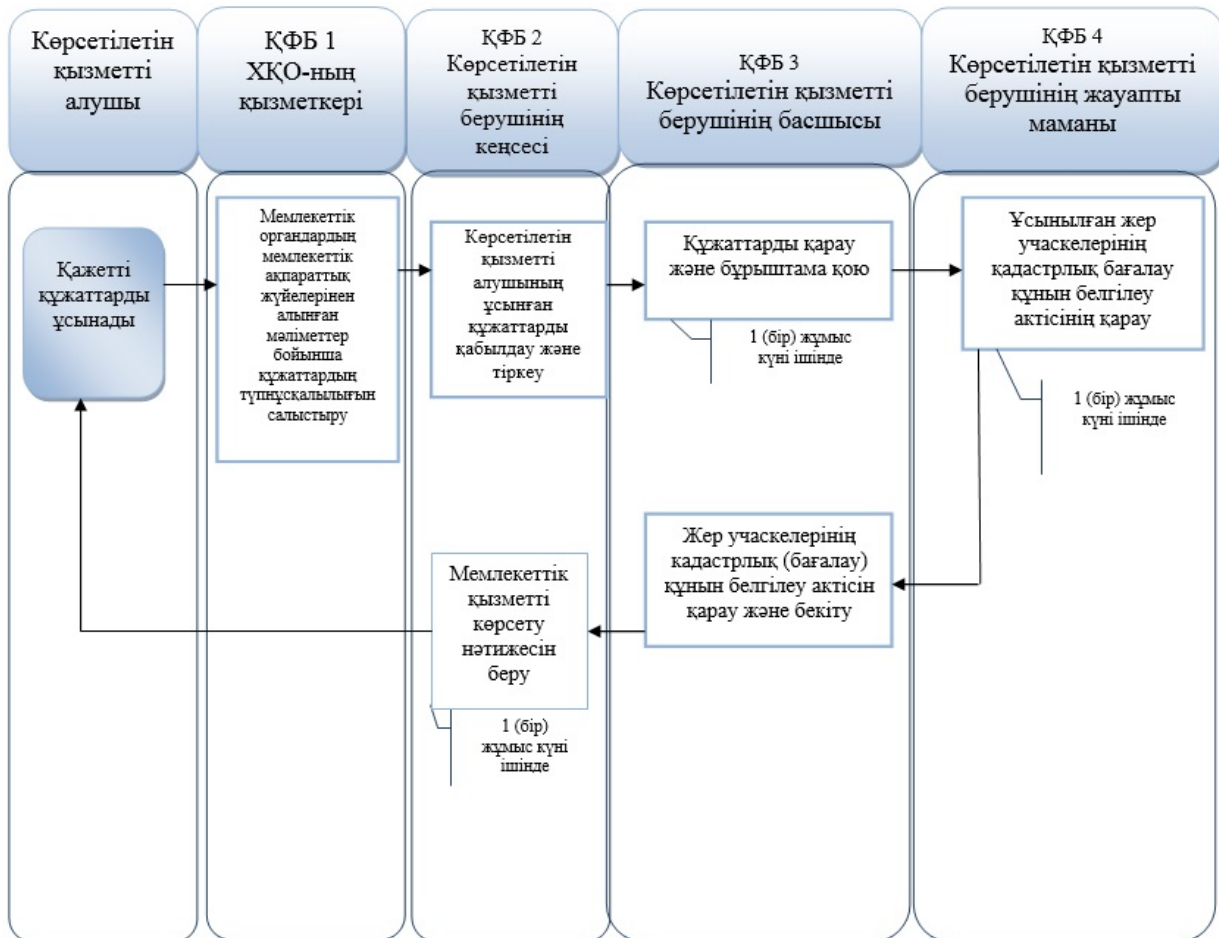 Көрсетілетін
қызметті
алушы
ҚФБ 1
ХҚО-ның
қызметкері
ҚФБ 2
Көрсетілетін
қызметті
берушінің
кеңсесі
ҚФБ 3
Көрсетілетін қызметті
берушінің басшысы
ҚФБ 4
Көрсетілетін қызметті
берушінің жауапты
маманы
Қажетті
құжаттарды
ұсынады
Мемлекеттік
органдардың
мемлекеттік
ақпараттық
жүйелерінен
алынған
мәліметтер
бойынша
құжаттардың
түпнұсқалылығын
салыстыру
Көрсетілетін
қызметті
алушының
ұсынған
құжаттарды
қабылдау және
тіркеу
Құжаттарды қарау
және бұрыштама қою
1 (бір) жұмыс
күні ішінде
Ұсынылған жер
учаскелерінің
қадастрлық бағалау
құнын белгілеу
актісінің қарау
1 (бір) жұмыс
күні ішінде
Жер учаскелерінің
кадастрлық (бағалау)
құнын белгілеу актісін
қарау және бекіту
Мемлекеттік
қызметті
көрсету
нәтижесін
беру
1 (бір)
жұмыс күні
ішінде